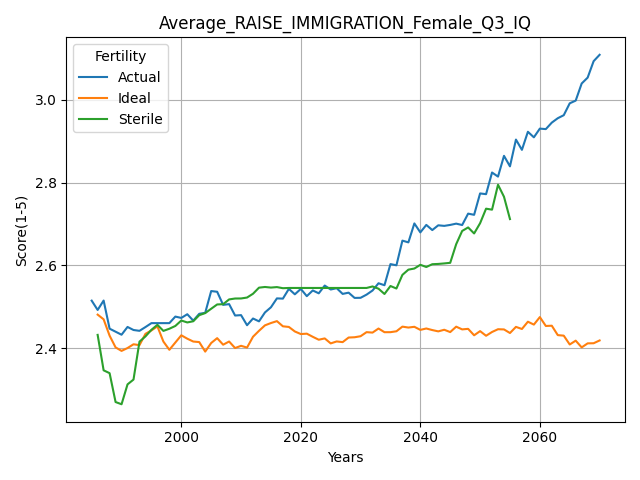 Average_RAISE_IMMIGRATION_Female_Q3_IQ
Fertility
Actual
Ideal
Sterile
Score(1-5)
3.0
2.8
2.6
2.4
2000 2020 2040 2060
Years